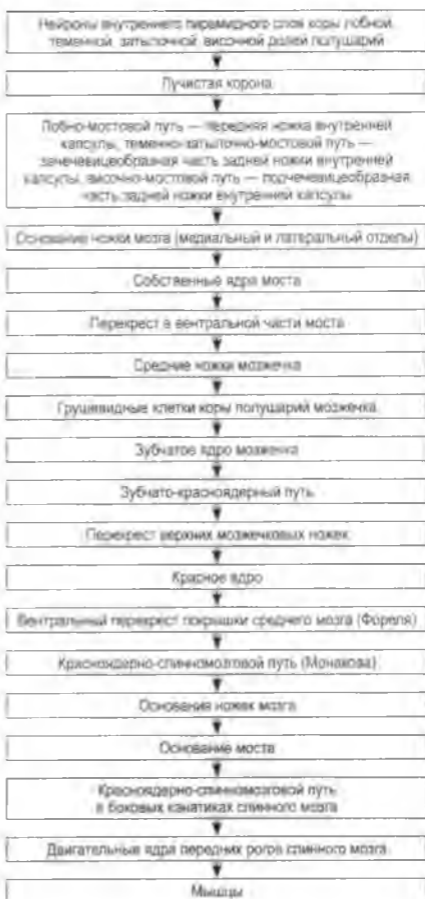 Нейроны внутреннего пирамидного слоя коры лобной,
теменной, затылочной, височной долей полушарий
Лучистая корона
Лобно-мостовой путь — передняя ножка внутренней
капсулы, теменно-затылочно-мостовой путь —
зачечевицеобразная часть задней ножки внутренней
капсулы, височно-мостовой путь — подчечевицеобразная
часть задней ножки внутренней капсулы
Основание ножки мозга (медиальный и латеральный отделы)
Собственные ядра моста
Перекрест в вентральной части моста
Средние ножки мозжечка
Грушевидные клетки коры полушарий мозжечка
Зубчатое ядро мозжечка
Зубчато-красноядерный путь
Перекрест верхних мозжечковых ножек
Красное ядро
Вентральный перекрест покрышки среднего мозга (Фореля)
Красноядерно-спинномозговой путь (Монакова)
Основания ножек мозга
Основание моста
Красноядерно-спинномозговой путь
в боковых канатиках спинного мозга
Двигательные ядра передних рогов спинного мозга
Мышцы